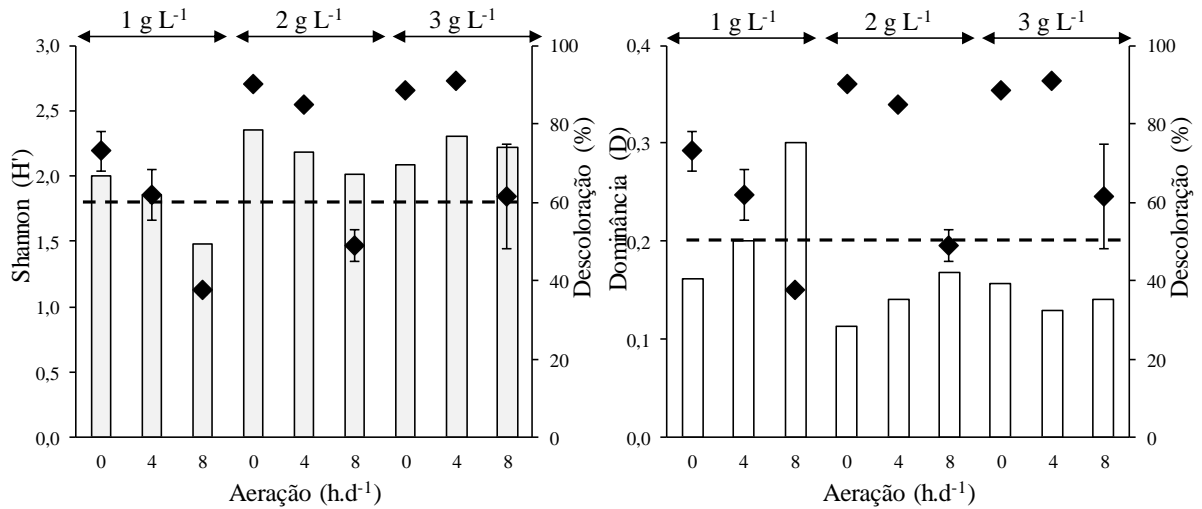 1 g L⁻¹ 2 g L⁻¹ 3 g L⁻¹
3,0 100
2,5 80
2,0
1,5 60
1,0 40
0,5 20
0,0 0
Shannon (H')
Descoloração (%)
0 4 8 0 4 8 0 4 8
Aeração (h.d⁻¹)
1 g L⁻¹ 2 g L⁻¹ 3 g L⁻¹
0,4 100
0,3 80
0,2 60
0,1 40
20
0,0 0
Dominância (D)
Descoloração (%)
0 4 8 0 4 8 0 4 8
Aeração (h.d⁻¹)